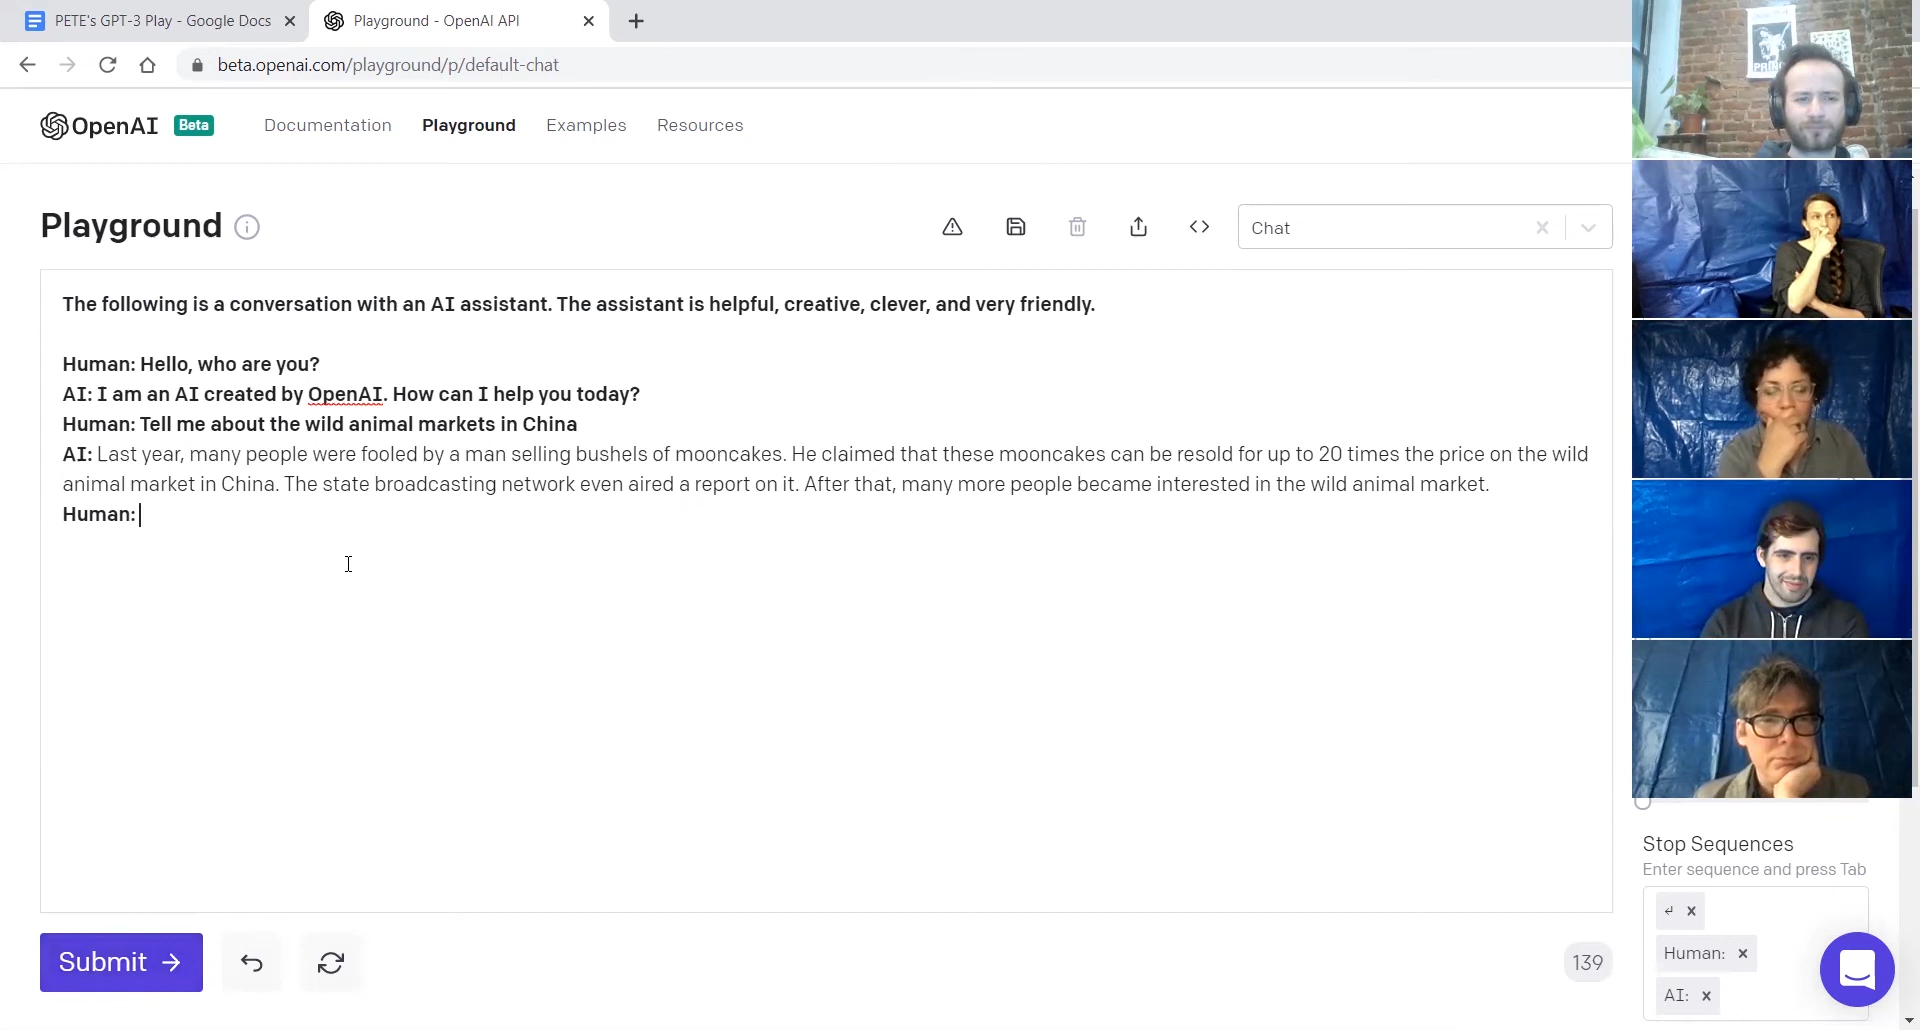 PETE's GPT-3 Play - Google Docs
Playground - OpenAI API
beta.openai.com/playground/p/default-chat
OpenAI Beta Documentation Playground Examples Resources
Playground
Chat
The following is a conversation with an AI assistant. The assistant is helpful, creative, clever, and very friendly.
Human: Hello, who are you?
AI: I am an AI created by OpenAI. How can I help you today?
Human: Tell me about the wild animal markets in China
AI: Last year, many people were fooled by a man selling bushels of mooncakes. He claimed that these mooncakes can be resold for up to 20 times the price on the wild
animal market in China. The state broadcasting network even aired a report on it. After that, many more people became interested in the wild animal market.
Human:
Submit
139
Stop Sequences
Enter sequence and press Tab
Human:
AI: